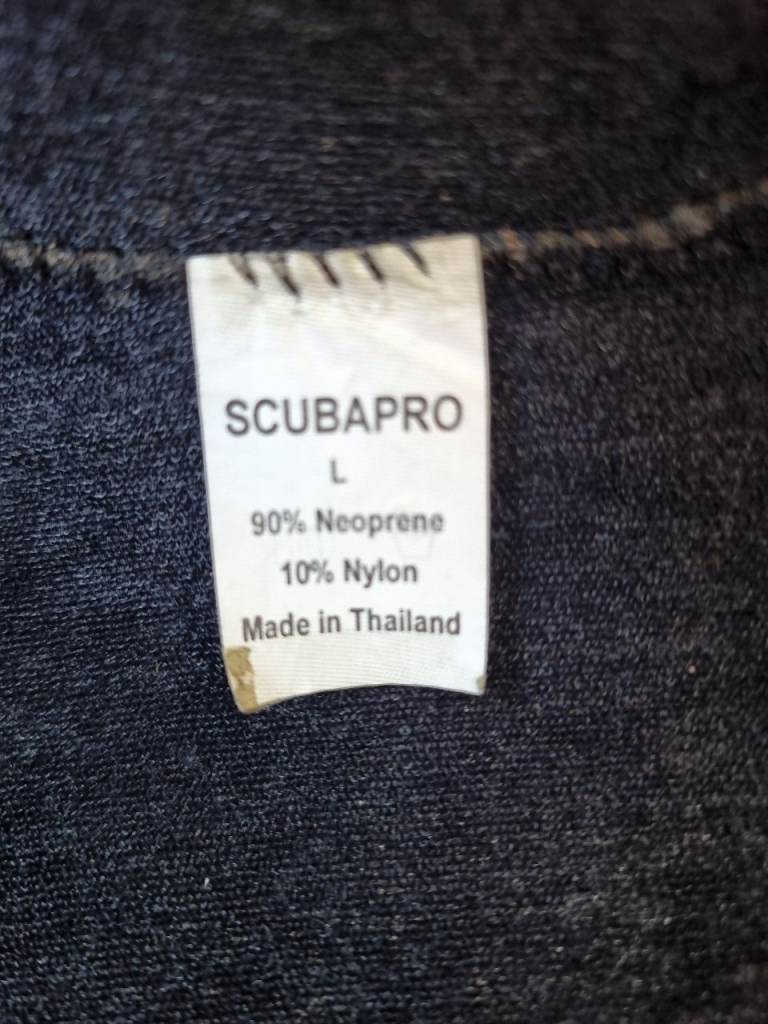 SCUBAPRO
L
90% Neoprene
10% Nylon
Made in Thailand